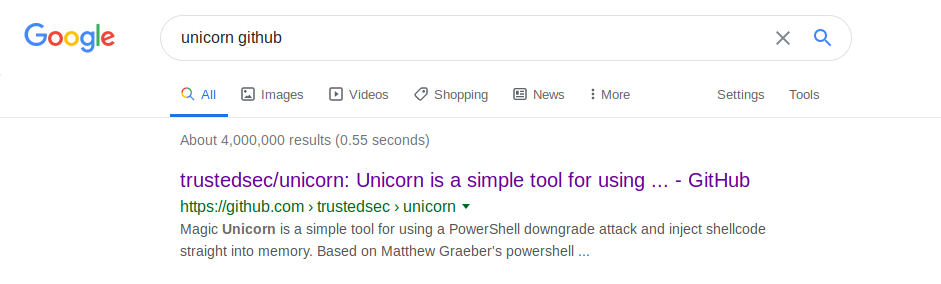 Google
unicorn github
All Images Videos Shopping News More Settings Tools
About 4,000,000 results (0.55 seconds)
trustedsec/unicorn: Unicorn is a simple tool for using ... - GitHub
https://github.com › trustedsec › unicorn
Magic Unicorn is a simple tool for using a PowerShell downgrade attack and inject shellcode
straight into memory. Based on Matthew Graeber's powershell ...